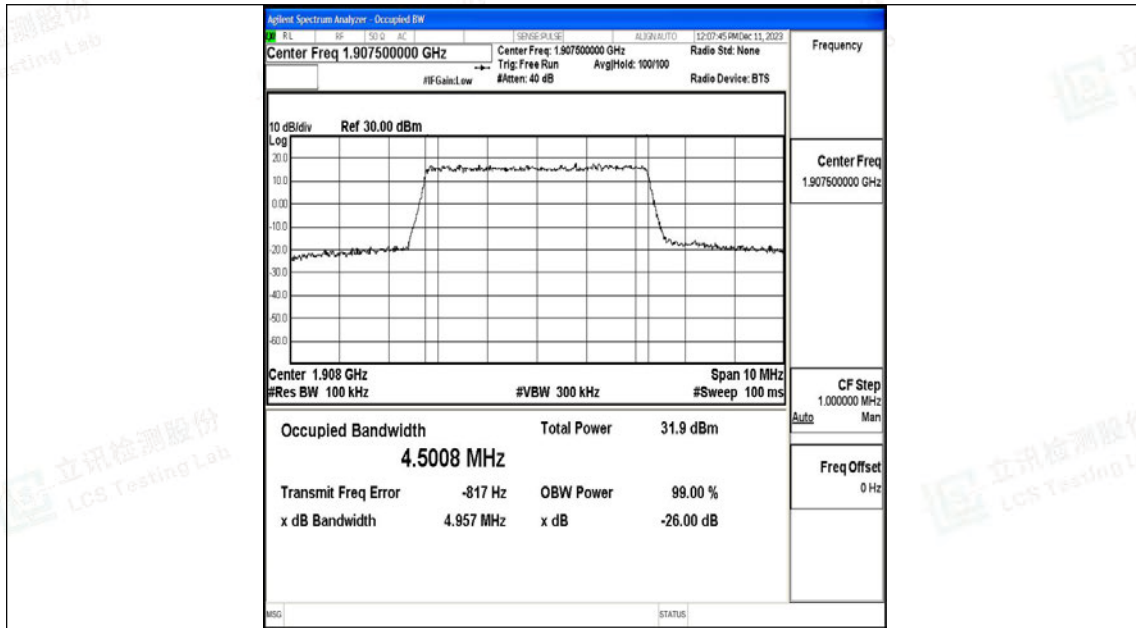 Agilent Spectrum Analyzer - Occupied BW
RL RF 50 Ω AC SENSE:PULSE ALIGNAUTO 12:07:45 PM Dec 11, 2023
Center Freq 1.907500000 GHz
Center Freq: 1.907500000 GHz
Radio Std: None
Trig: Free Run Avg|Hold: 100/100
#IFGain:Low
#Atten: 40 dB
Radio Device: BTS
Frequency
10 dB/div Ref 30.00 dBm
Log
20.0
10.0
0.00
-10.0
-20.0
-30.0
-40.0
-50.0
-60.0
Center 1.908 GHz Span 10 MHz
#Res BW 100 kHz #VBW 300 kHz #Sweep 100 ms
Center Freq
1.907500000 GHz
CF Step
1.000000 MHz
Auto Man
Freq Offset
0 Hz
Occupied Bandwidth Total Power 31.9 dBm
4.5008 MHz
Transmit Freq Error -817 Hz OBW Power 99.00 %
x dB Bandwidth 4.957 MHz x dB -26.00 dB
MSG STATUS
立讯检测股份
LCS Testing Lab
立讯检测股份